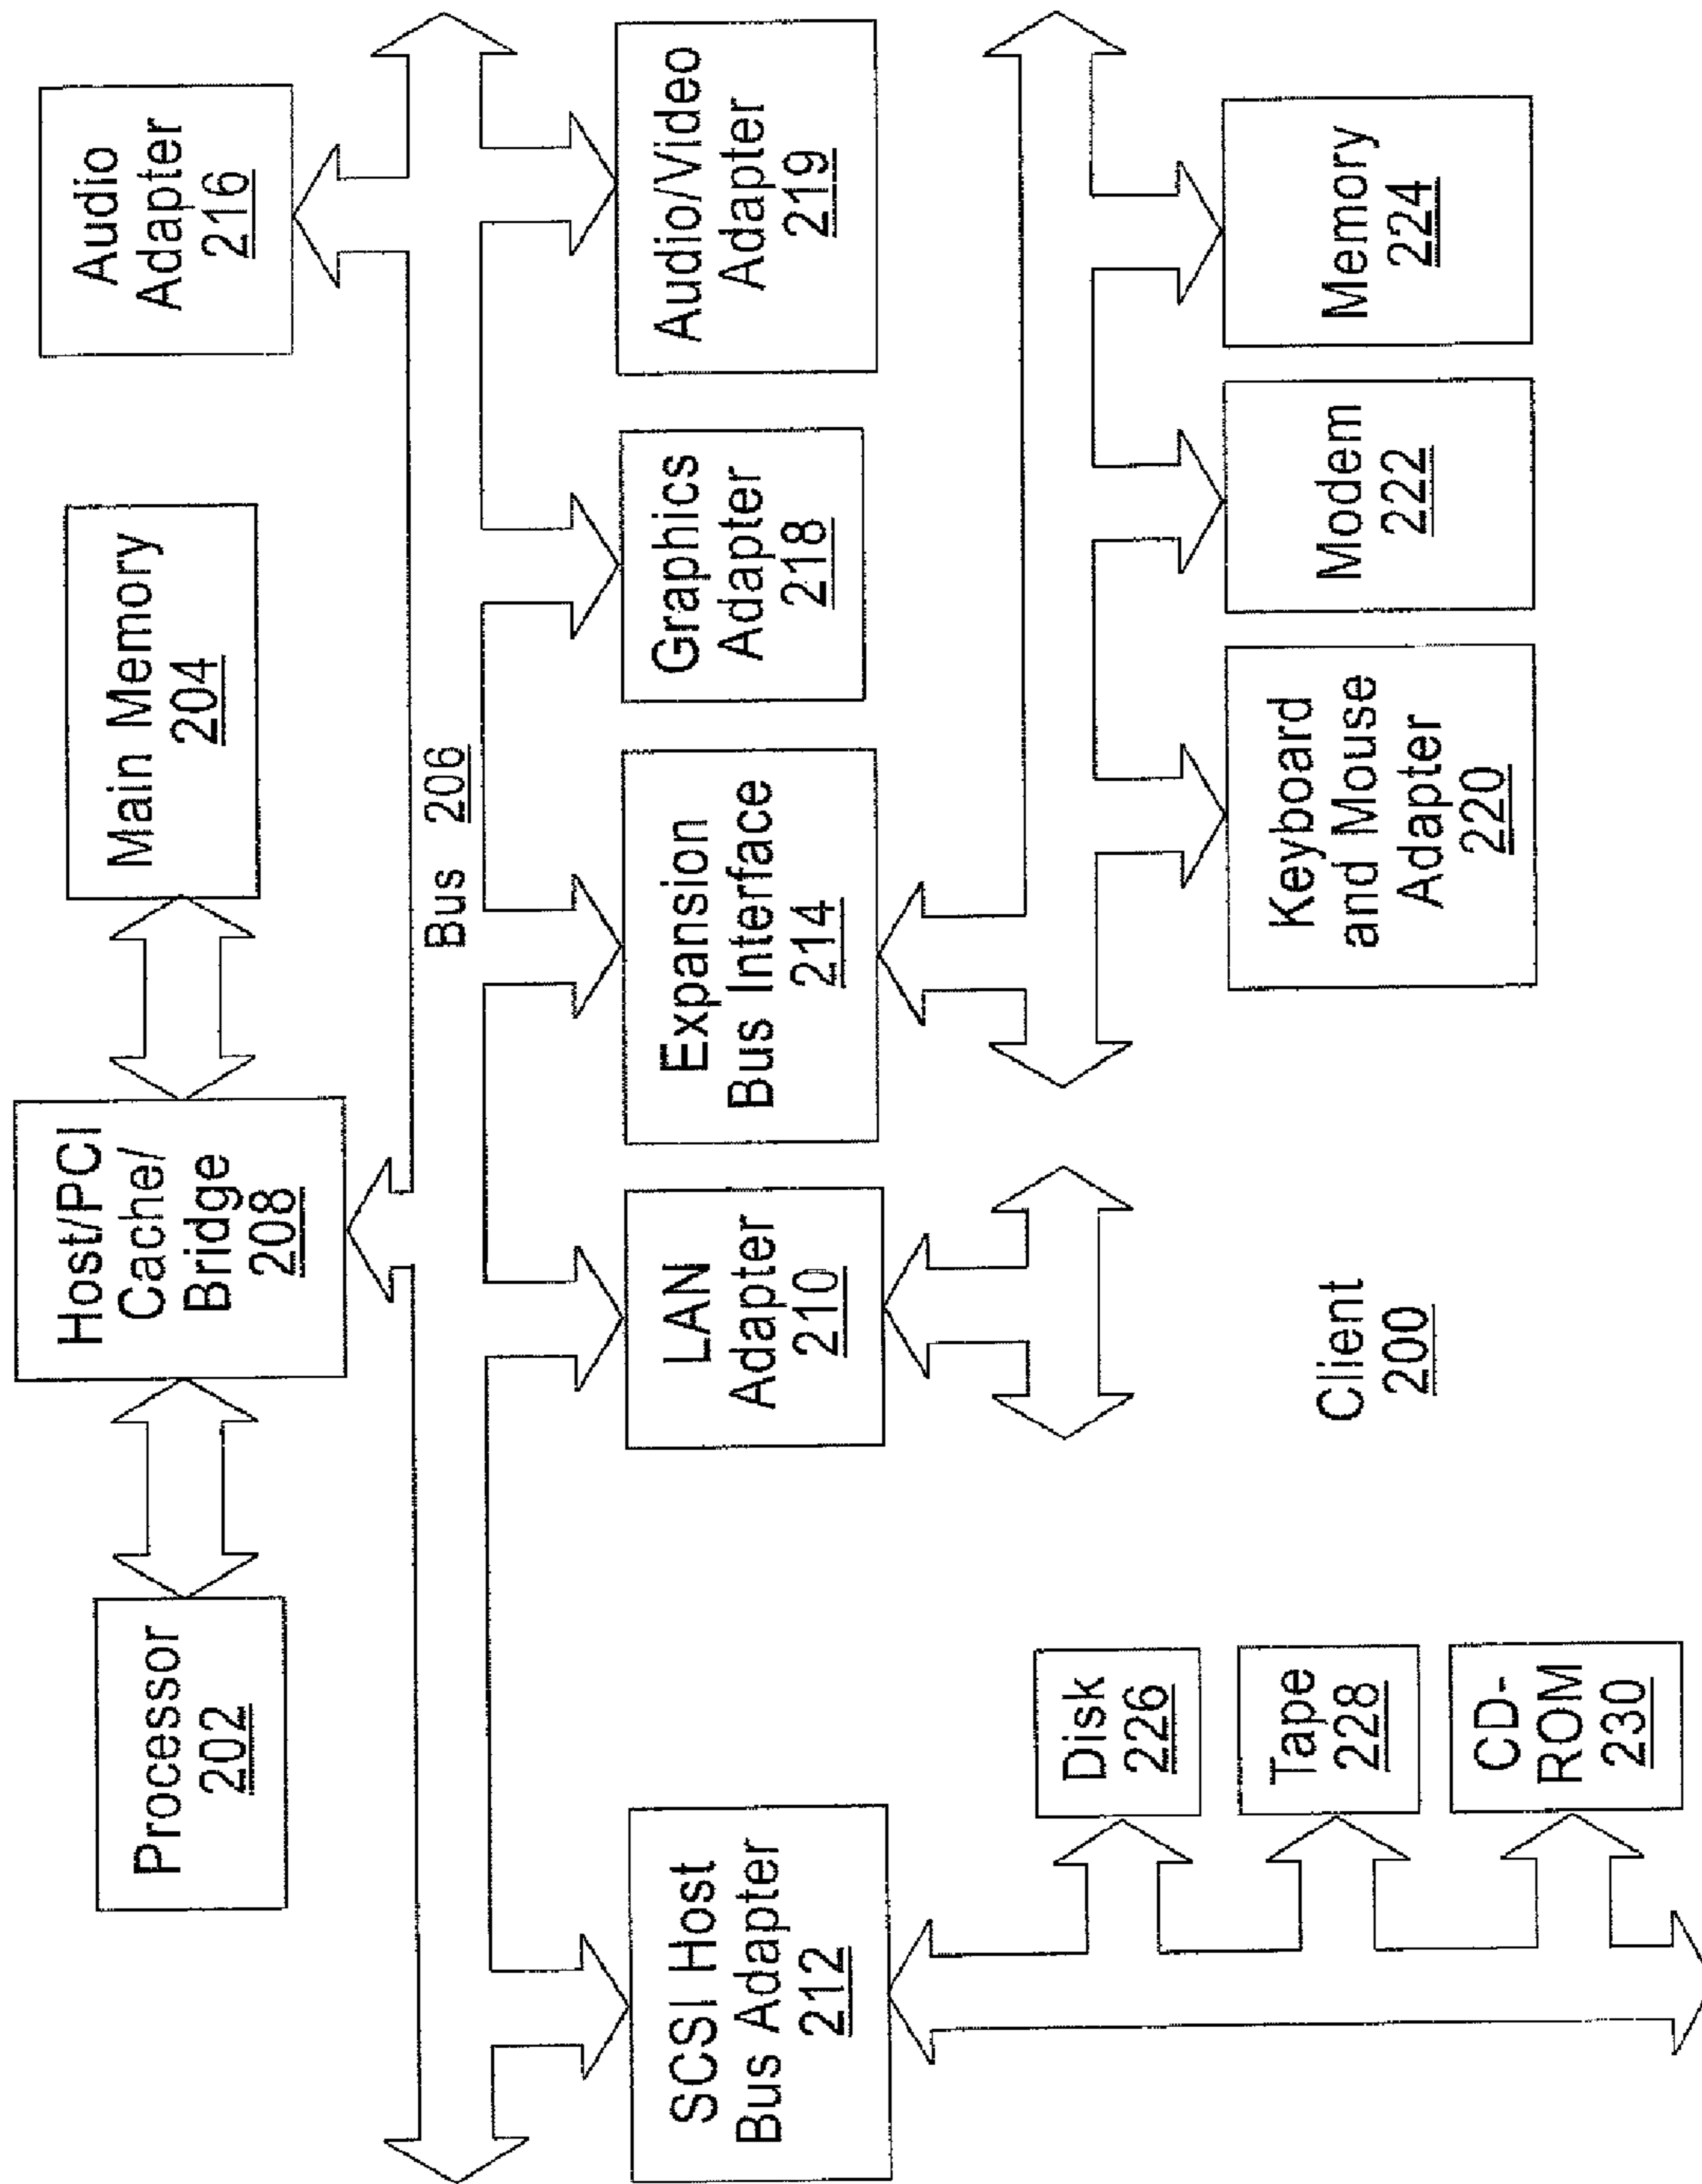 Processor
202
Host/PCI
Cache/
Bridge
208
Main Memory
204
Audio
Adapter
216
Bus 206
SCSI Host
Bus Adapter
212
LAN
Adapter
210
Expansion
Bus Interface
214
Graphics
Adapter
218
Audio/Video
Adapter
219
Disk
226
Tape
228
CD-
ROM
230
Client
200
Keyboard
and Mouse
Adapter
220
Modem
222
Memory
224